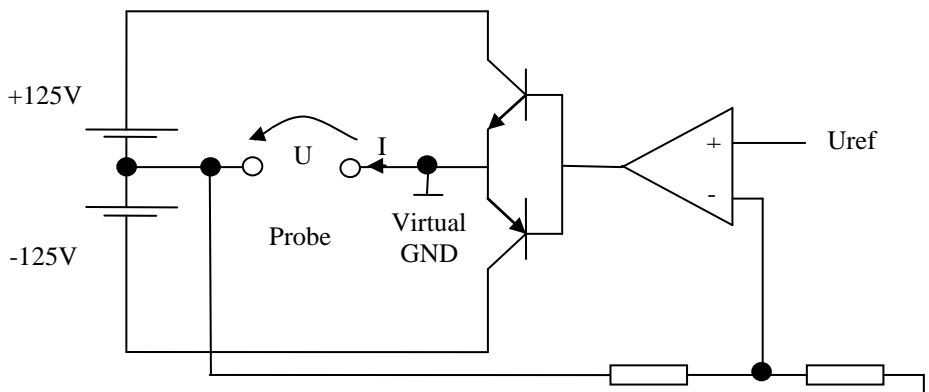 +125V
U
I
+
-
Uref
Virtual
GND
Probe
-125V